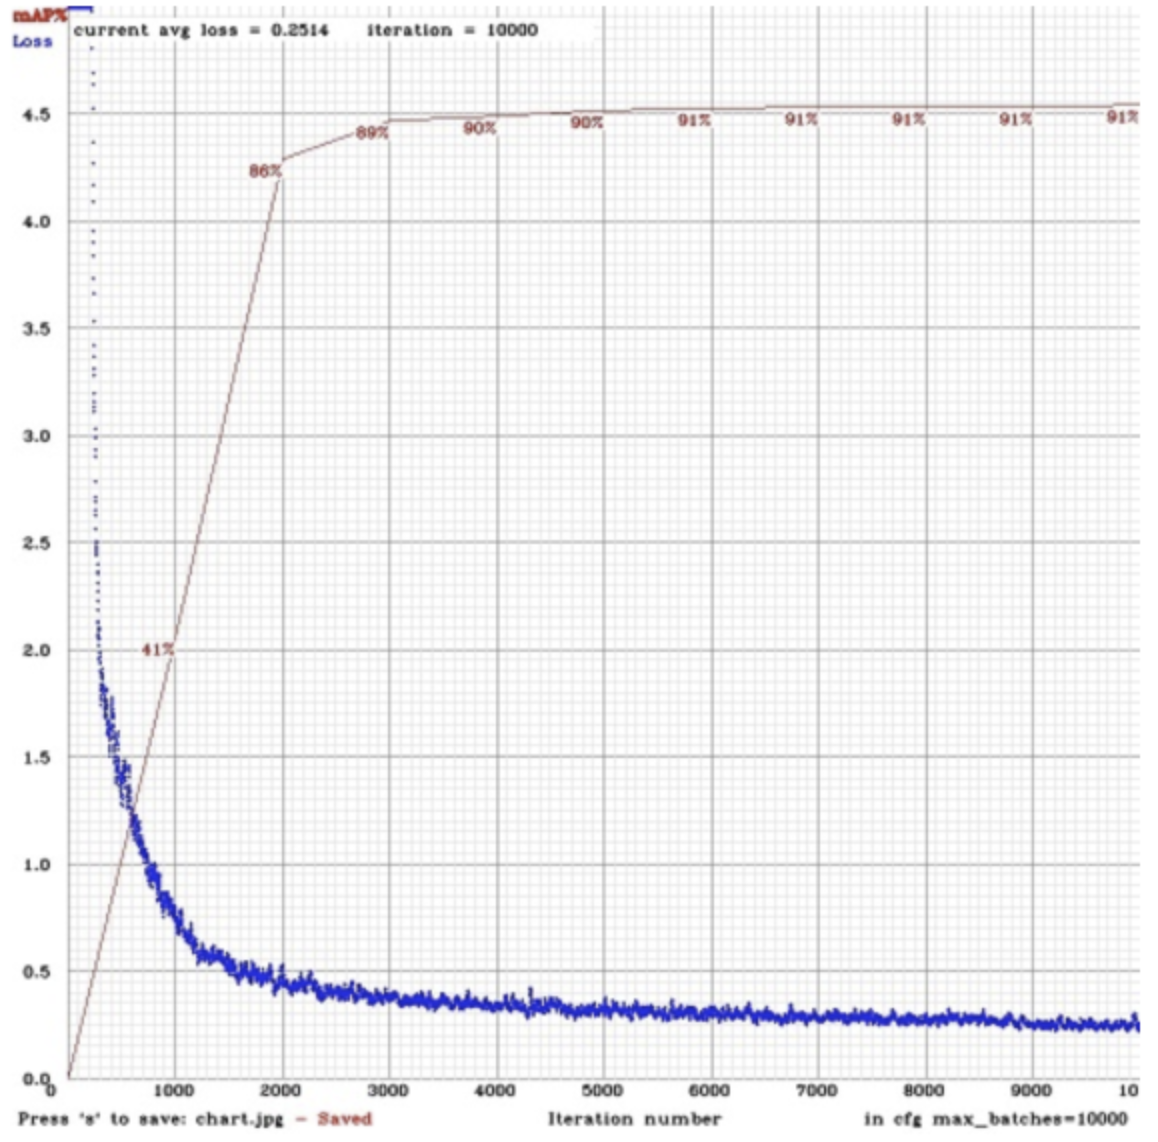 mAP%
Loss
current avg loss = 0.2514 iteration = 10000
4.5
89% 90% 90% 91% 91% 91% 91% 91%
86%
4.0
3.5
3.0
2.5
2.0
41%
1.5
1.0
0.5
0.0
0 1000 2000 3000 4000 5000 6000 7000 8000 9000 10
Press 's' to save: chart.jpg - Saved Iteration number in cfg max_batches=10000